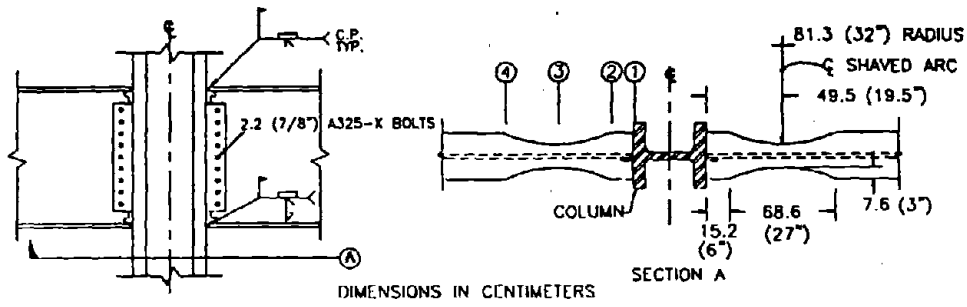 ℄
C.P.
TYP.
2.2 (7/8") A325-X BOLTS
A
81.3 (32") RADIUS
℄ SHAVED ARC
49.5 (19.5")
4
3
2
1
℄
COLUMN
15.2
(6")
68.6
(27")
7.6 (3")
SECTION A
DIMENSIONS IN CENTIMETERS